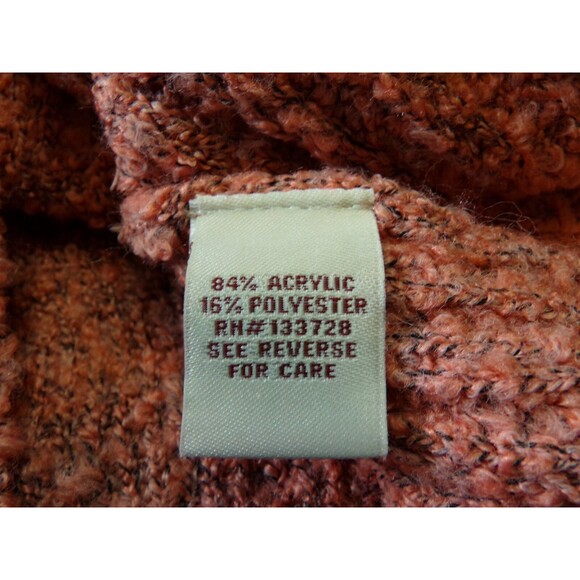 84% ACRYLIC
16% POLYESTER
RN#133728
SEE REVERSE
FOR CARE